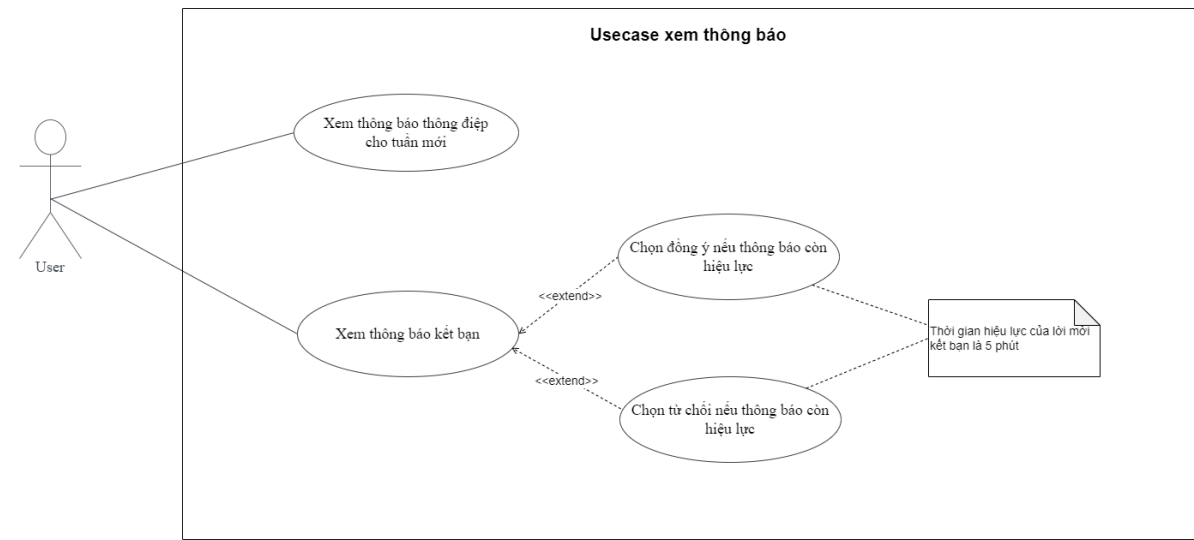 Usecase xem thông báo
Xem thông báo thông điệp
cho tuần mới
User
Chọn đồng ý nếu thông báo còn
hiệu lực
<<extend>>
Xem thông báo kết bạn
Thời gian hiệu lực của lời mời
kết bạn là 5 phút
<<extend>>
Chọn từ chối nếu thông báo còn
hiệu lực